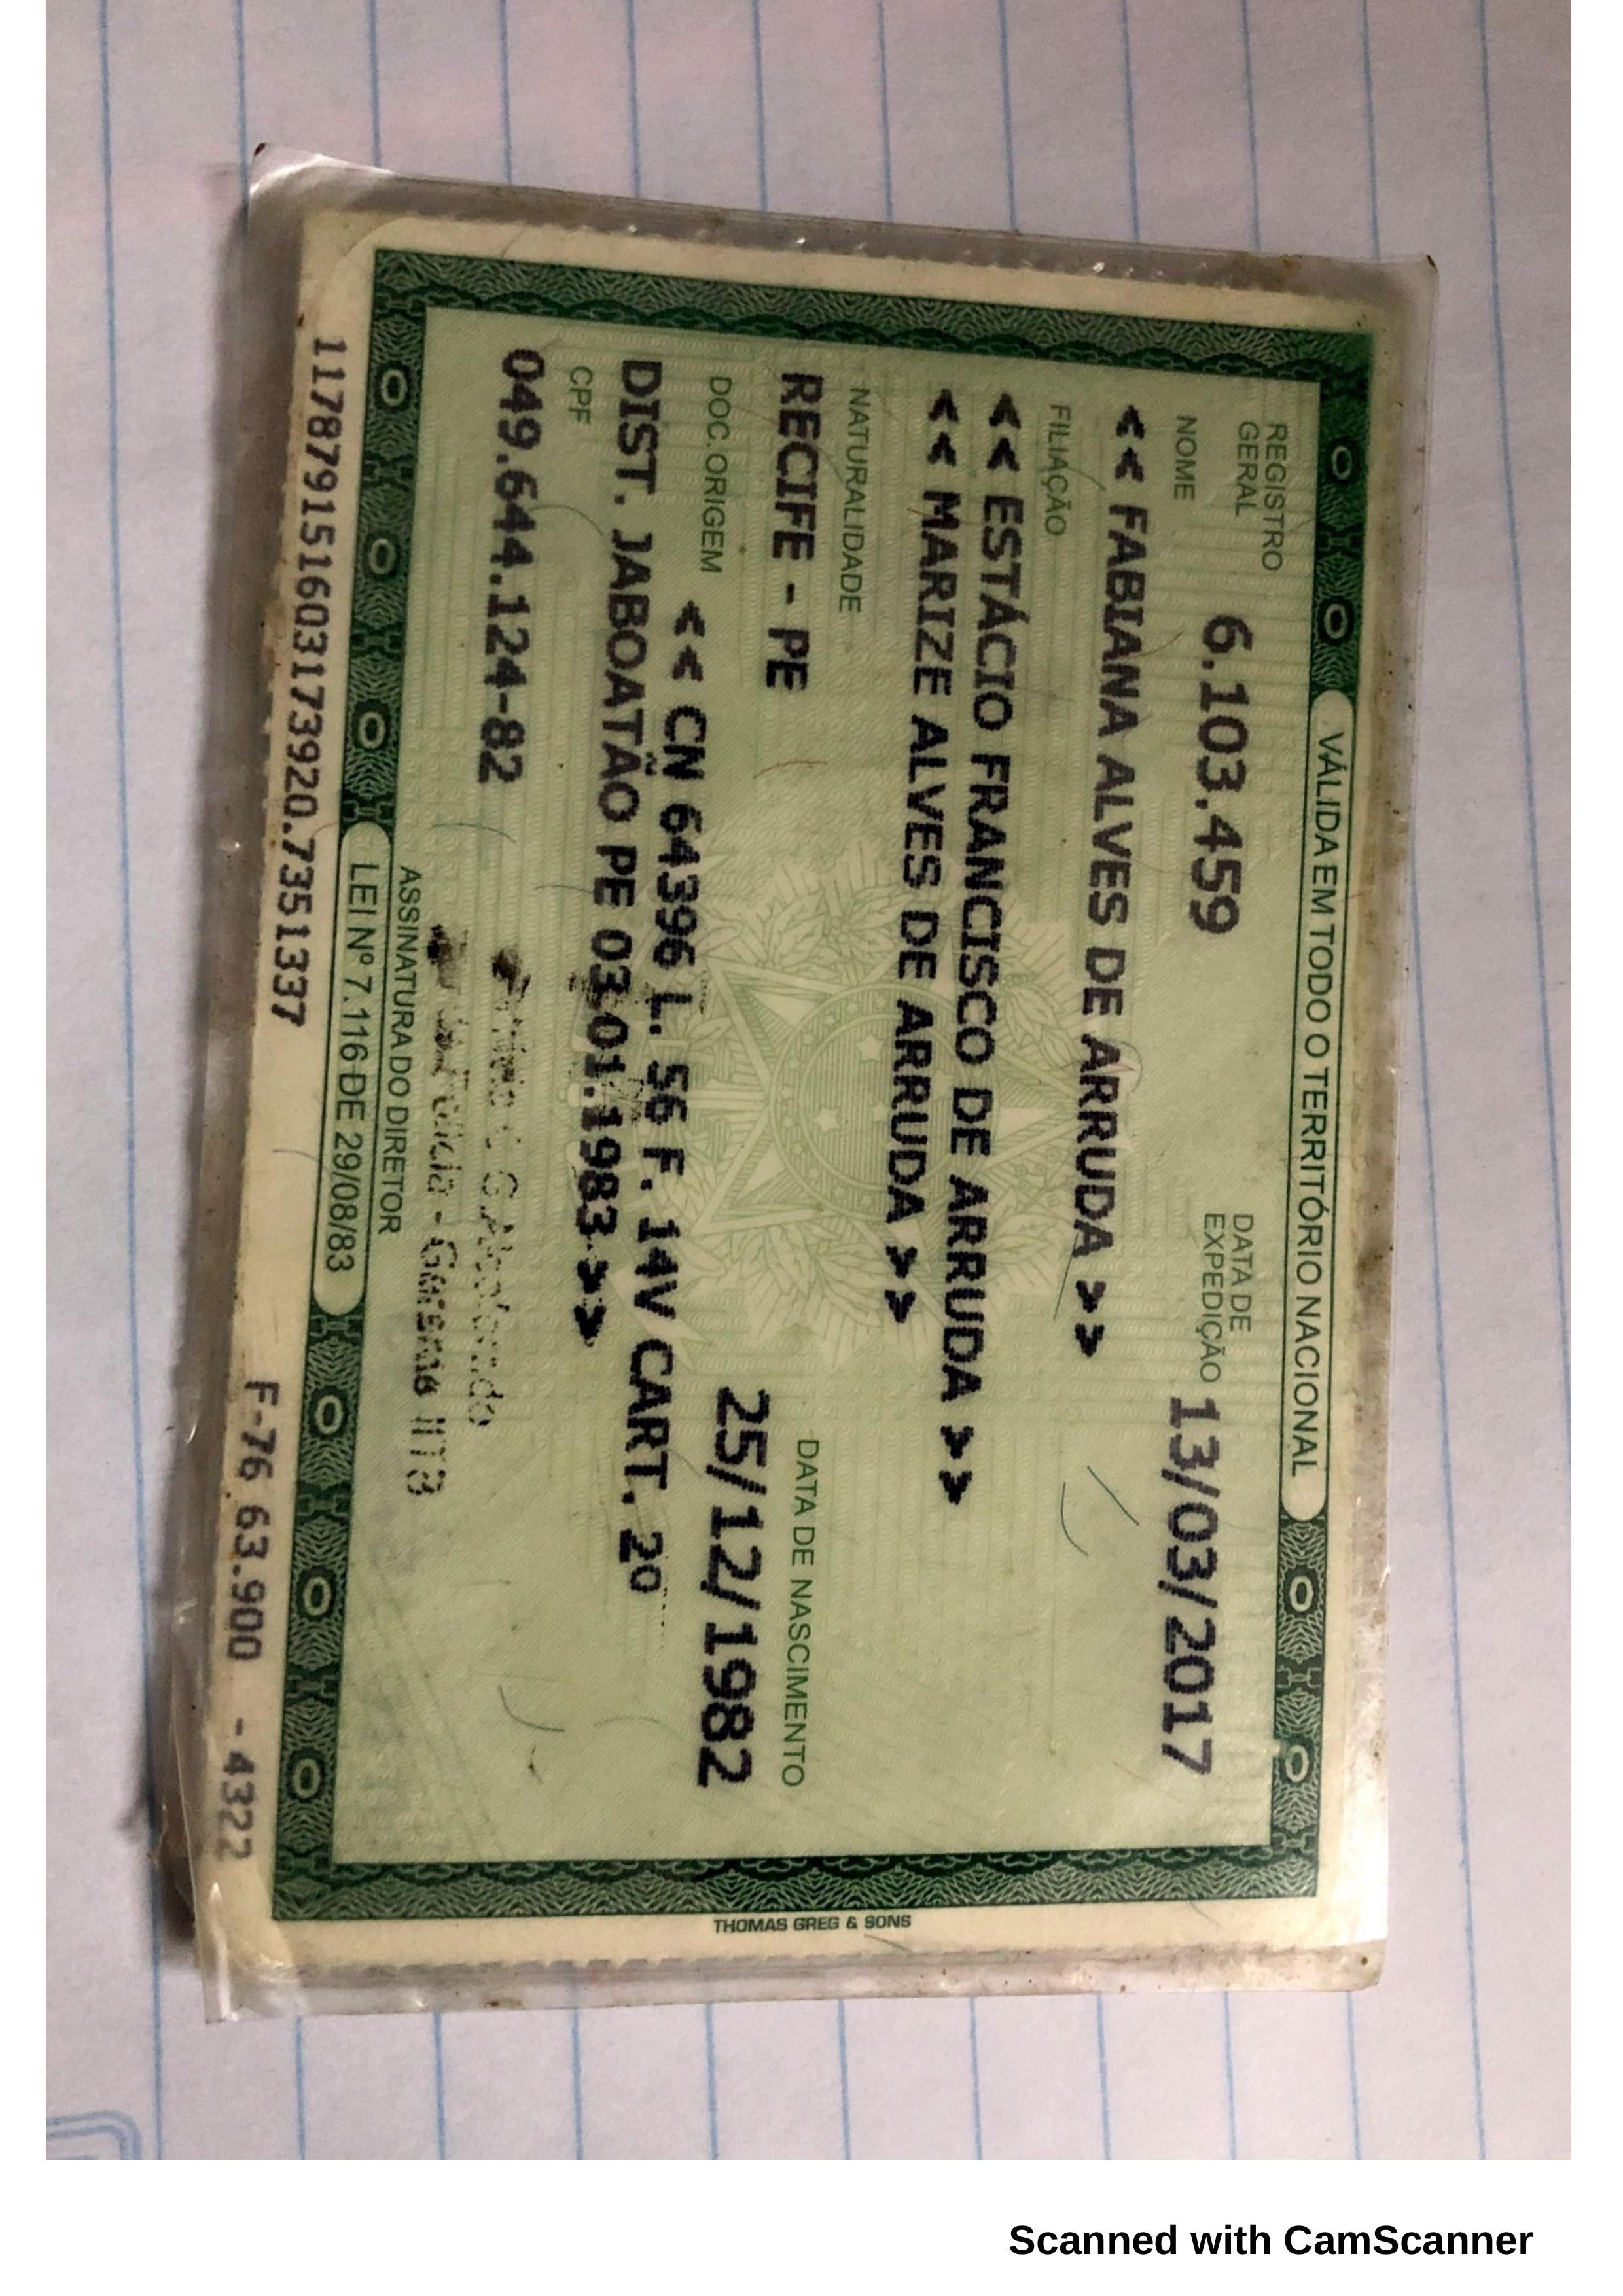 VÁLIDA EM TODO O TERRITÓRIO NACIONAL
REGISTRO GERAL 6.103.459 DATA DE EXPEDIÇÃO 13/03/2017
NOME
<< FABIANA ALVES DE ARRUDA >>
FILIAÇÃO
<< ESTÁCIO FRANCISCO DE ARRUDA >>
<< MARIZE ALVES DE ARRUDA >>
NATURALIDADE DATA DE NASCIMENTO
RECIFE - PE 25/12/1982
DOC.ORIGEM << CN 64396 L. 56 F. 14V CART. 2º
DIST. JABOATÃO PE 03.01.1983 >>
CPF
049.644.124-82
ASSINATURA DO DIRETOR
LEI Nº 7.116 DE 29/08/83
117879151603173920.7351337 F-76 63.900 - 4322
THOMAS GREG & SONS
Scanned with CamScanner